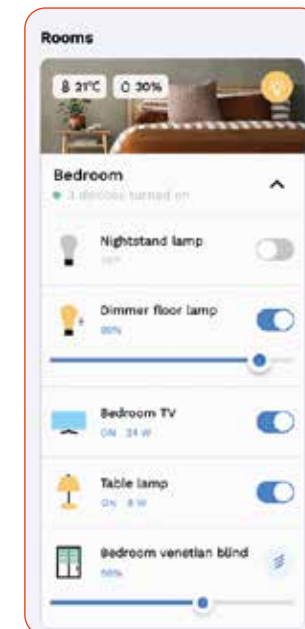 Rooms
21°C 30%
Bedroom
3 devices turned on
Nightstand lamp
Dimmer floor lamp
80%
Bedroom TV
ON 24 W
Table lamp
ON 8 W
Bedroom venetian blind
50%